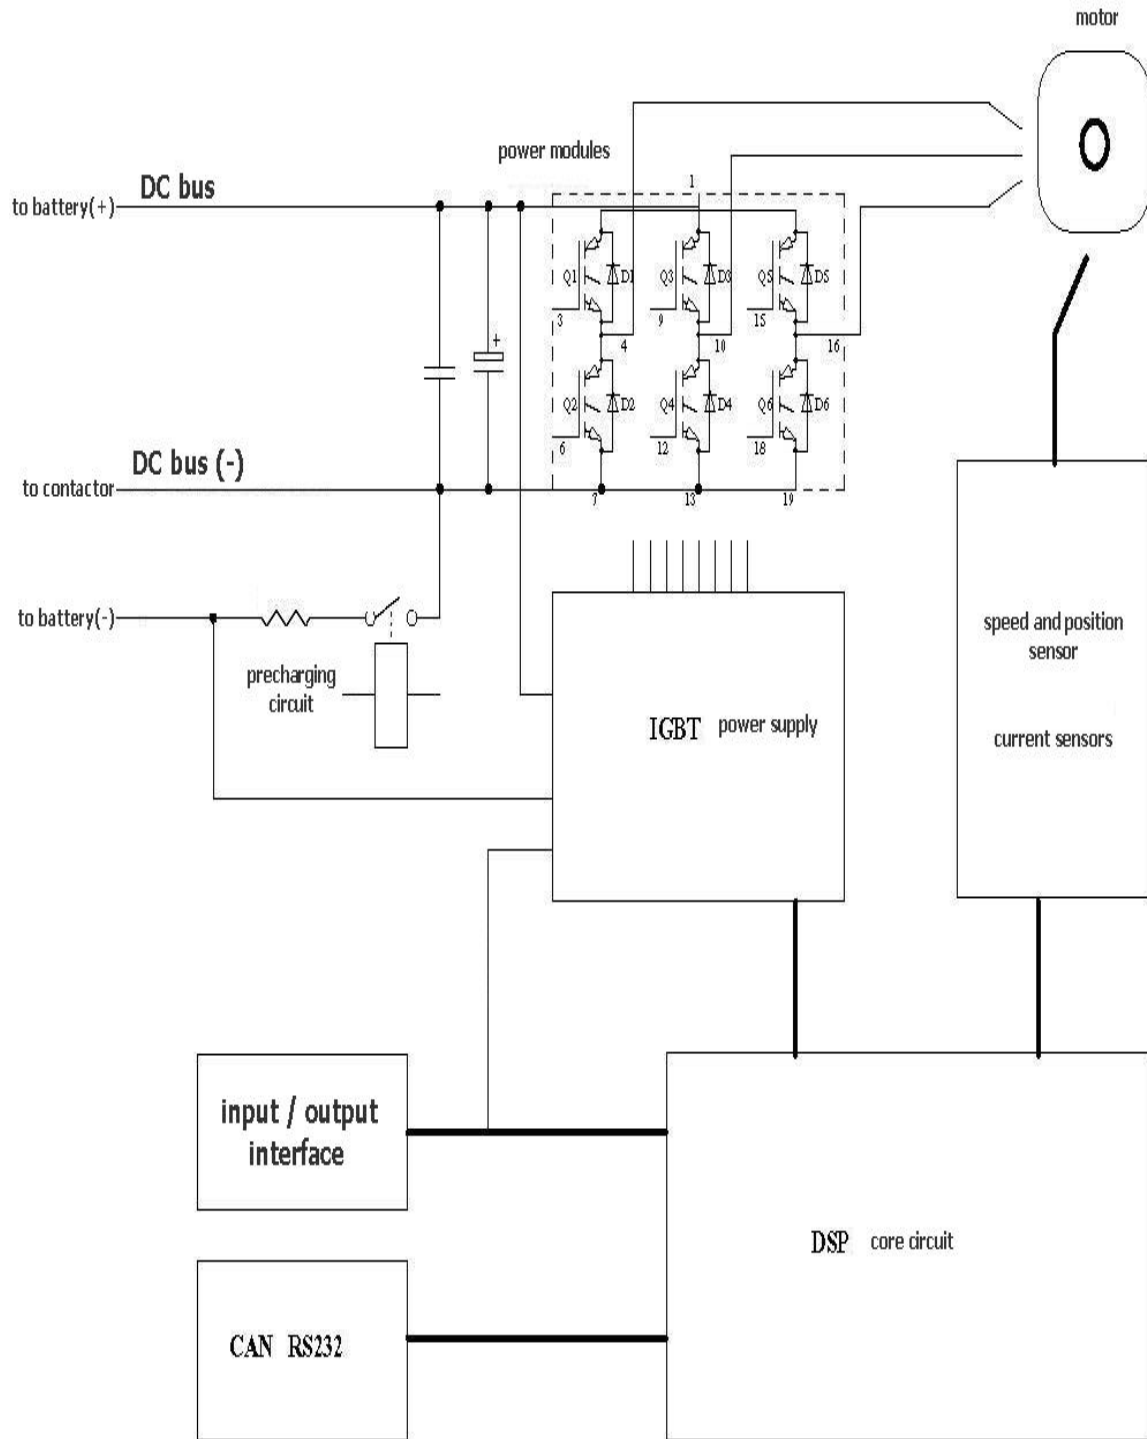 motor
power modules
DC bus
to battery(+)
1
Q1
D1
Q3
D3
Q5
D5
3
9
15
4
10
16
+
Q2
D2
Q4
D4
Q6
D6
6
12
18
DC bus (-)
to contactor
7
13
19
to battery(-)
precharging
circuit
IGBT power supply
speed and position
sensor
current sensors
input / output
interface
DSP core circuit
CAN RS232